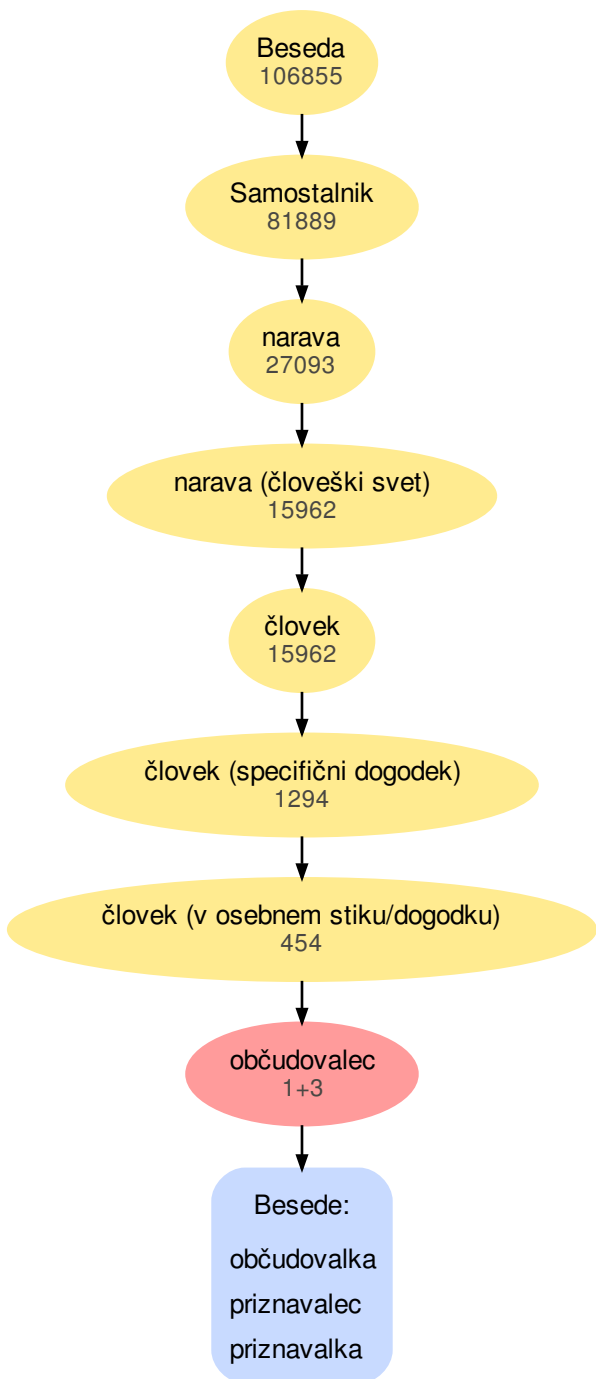 Beseda
106855
Samostalnik
81889
narava
27093
narava (človeški svet)
15962
človek
15962
človek (specifični dogodek)
1294
človek (v osebnem stiku/dogodku)
454
občudovalec
1+3
Besede:
občudovalka
priznavalec
priznavalka